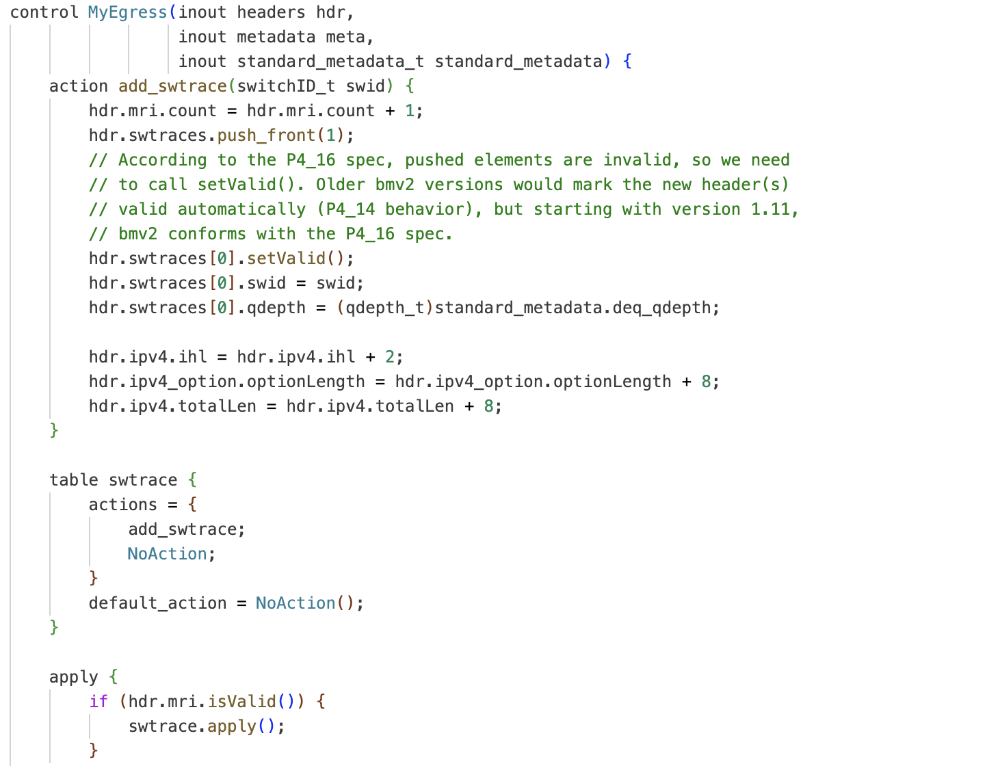 control MyEgress(inout headers hdr,
                 inout metadata meta,
                 inout standard_metadata_t standard_metadata) {
    action add_swtrace(switchID_t swid) {
        hdr.mri.count = hdr.mri.count + 1;
        hdr.swtraces.push_front(1);
        // According to the P4_16 spec, pushed elements are invalid, so we need
        // to call setValid(). Older bmv2 versions would mark the new header(s)
        // valid automatically (P4_14 behavior), but starting with version 1.11,
        // bmv2 conforms with the P4_16 spec.
        hdr.swtraces[0].setValid();
        hdr.swtraces[0].swid = swid;
        hdr.swtraces[0].qdepth = (qdepth_t)standard_metadata.deq_qdepth;

        hdr.ipv4.ihl = hdr.ipv4.ihl + 2;
        hdr.ipv4_option.optionLength = hdr.ipv4_option.optionLength + 8;
        hdr.ipv4.totalLen = hdr.ipv4.totalLen + 8;
    }

    table swtrace {
        actions = {
            add_swtrace;
            NoAction;
        }
        default_action = NoAction();
    }

    apply {
        if (hdr.mri.isValid()) {
            swtrace.apply();
        }